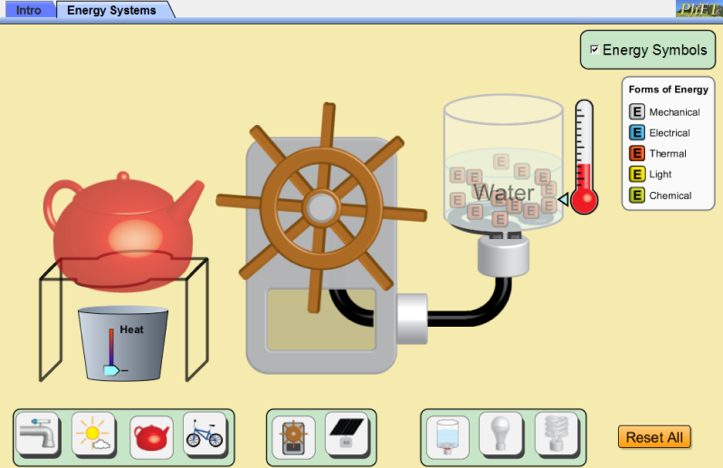 Intro
Energy Systems
PhET
Energy Symbols
Forms of Energy
E Mechanical
E Electrical
E Thermal
E Light
E Chemical
E
E E E E
Water
E E E
E E E E
E E
Heat
Reset All